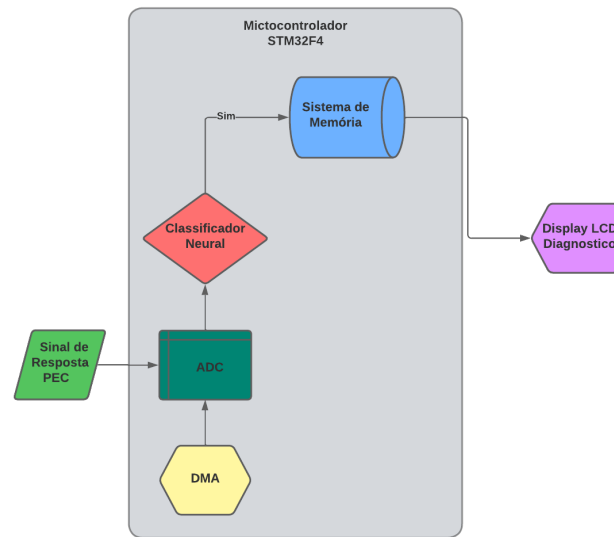 Mictocontrolador
STM32F4
Sistema de
Memória
Sim
Classificador
Neural
Display LCD
Diagnostico
Sinal de
Resposta
PEC
ADC
DMA